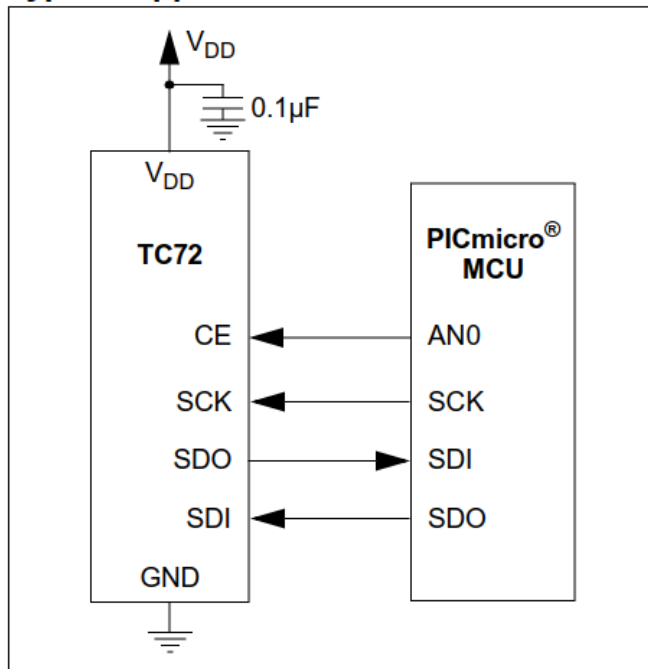 VDD
0.1µF
VDD
TC72
PICmicro®
MCU
CE
AN0
SCK
SCK
SDO
SDI
SDI
SDO
GND